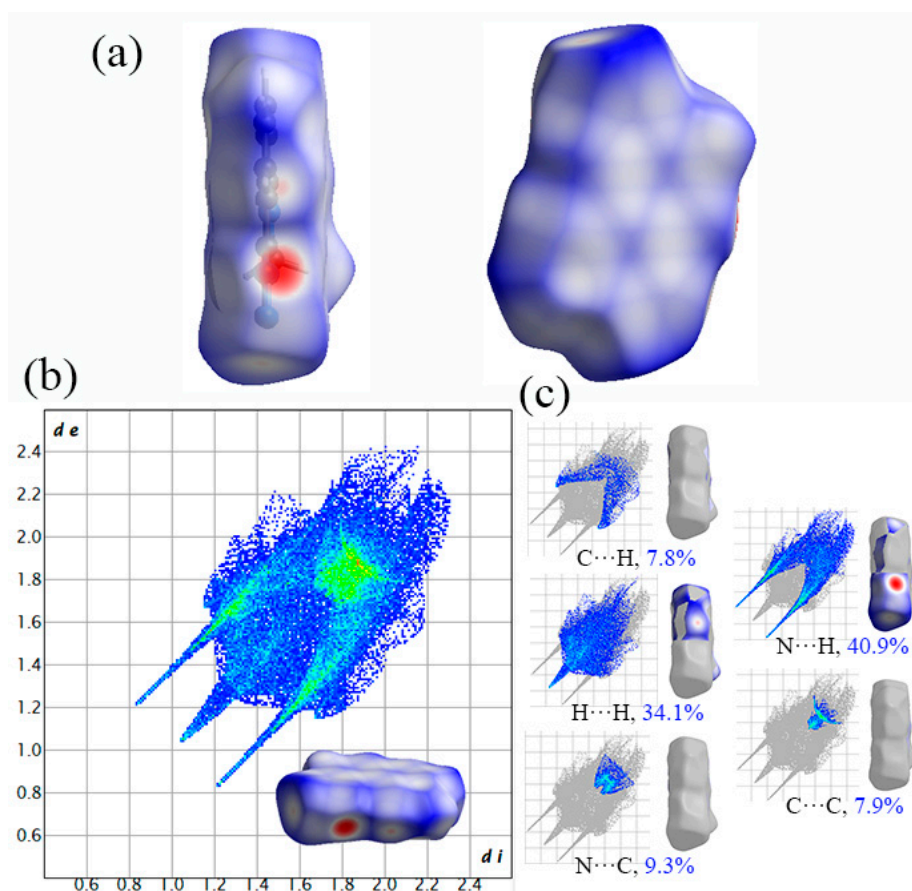 (a)
(b)
(c)
d e
2.4
2.2
2.0
1.8
1.6
1.4
1.2
1.0
0.8
0.6
0.6 0.8 1.0 1.2 1.4 1.6 1.8 2.0 2.2 2.4
d i
C···H, 7.8%
N···H, 40.9%
H···H, 34.1%
C···C, 7.9%
N···C, 9.3%